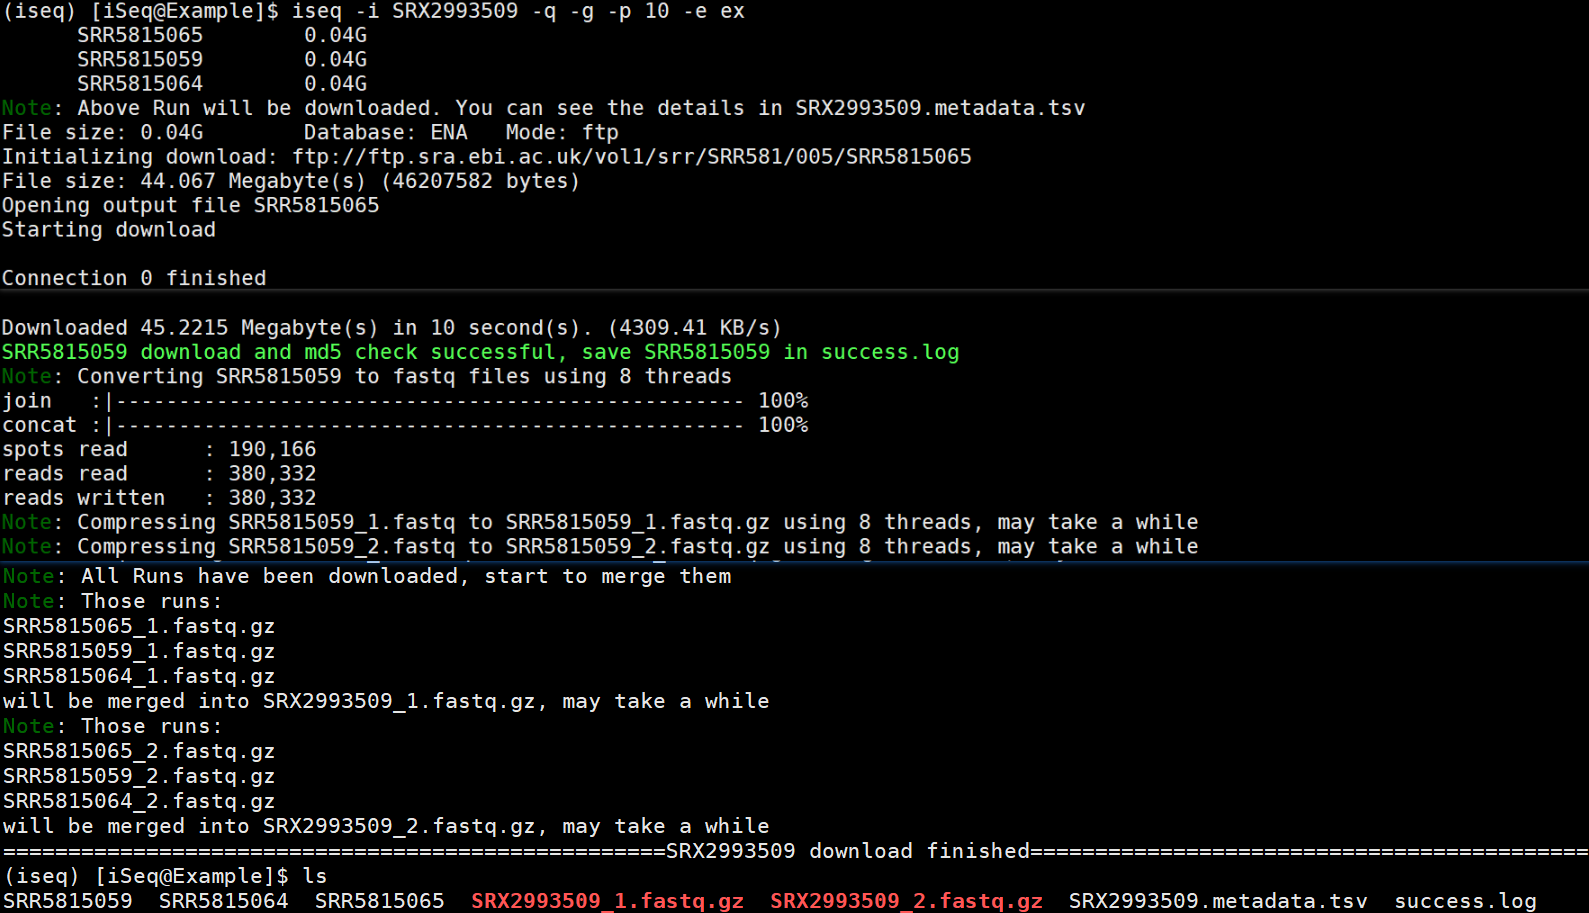 (iseq) [iSeq@Example]$ iseq -i SRX2993509 -q -g -p 10 -e ex
SRR5815065 0.04G
SRR5815059 0.04G
SRR5815064 0.04G
Note: Above Run will be downloaded. You can see the details in SRX2993509.metadata.tsv
File size: 0.04G Database: ENA Mode: ftp
Initializing download: ftp://ftp.sra.ebi.ac.uk/vol1/srr/SRR581/005/SRR5815065
File size: 44.067 Megabyte(s) (46207582 bytes)
Opening output file SRR5815065
Starting download
Connection 0 finished
Downloaded 45.2215 Megabyte(s) in 10 second(s). (4309.41 KB/s)
SRR5815059 download and md5 check successful, save SRR5815059 in success.log
Note: Converting SRR5815059 to fastq files using 8 threads
join :|-------------------------------------------------- 100%
concat :|-------------------------------------------------- 100%
spots read : 190,166
reads read : 380,332
reads written : 380,332
Note: Compressing SRR5815059_1.fastq to SRR5815059_1.fastq.gz using 8 threads, may take a while
Note: Compressing SRR5815059_2.fastq to SRR5815059_2.fastq.gz using 8 threads, may take a while
Note: All Runs have been downloaded, start to merge them
Note: Those runs:
SRR5815065_1.fastq.gz
SRR5815059_1.fastq.gz
SRR5815064_1.fastq.gz
will be merged into SRX2993509_1.fastq.gz, may take a while
Note: Those runs:
SRR5815065_2.fastq.gz
SRR5815059_2.fastq.gz
SRR5815064_2.fastq.gz
will be merged into SRX2993509_2.fastq.gz, may take a while
===================================================SRX2993509 download finished===========================================
(iseq) [iSeq@Example]$ ls
SRR5815059 SRR5815064 SRR5815065 SRX2993509_1.fastq.gz SRX2993509_2.fastq.gz SRX2993509.metadata.tsv success.log